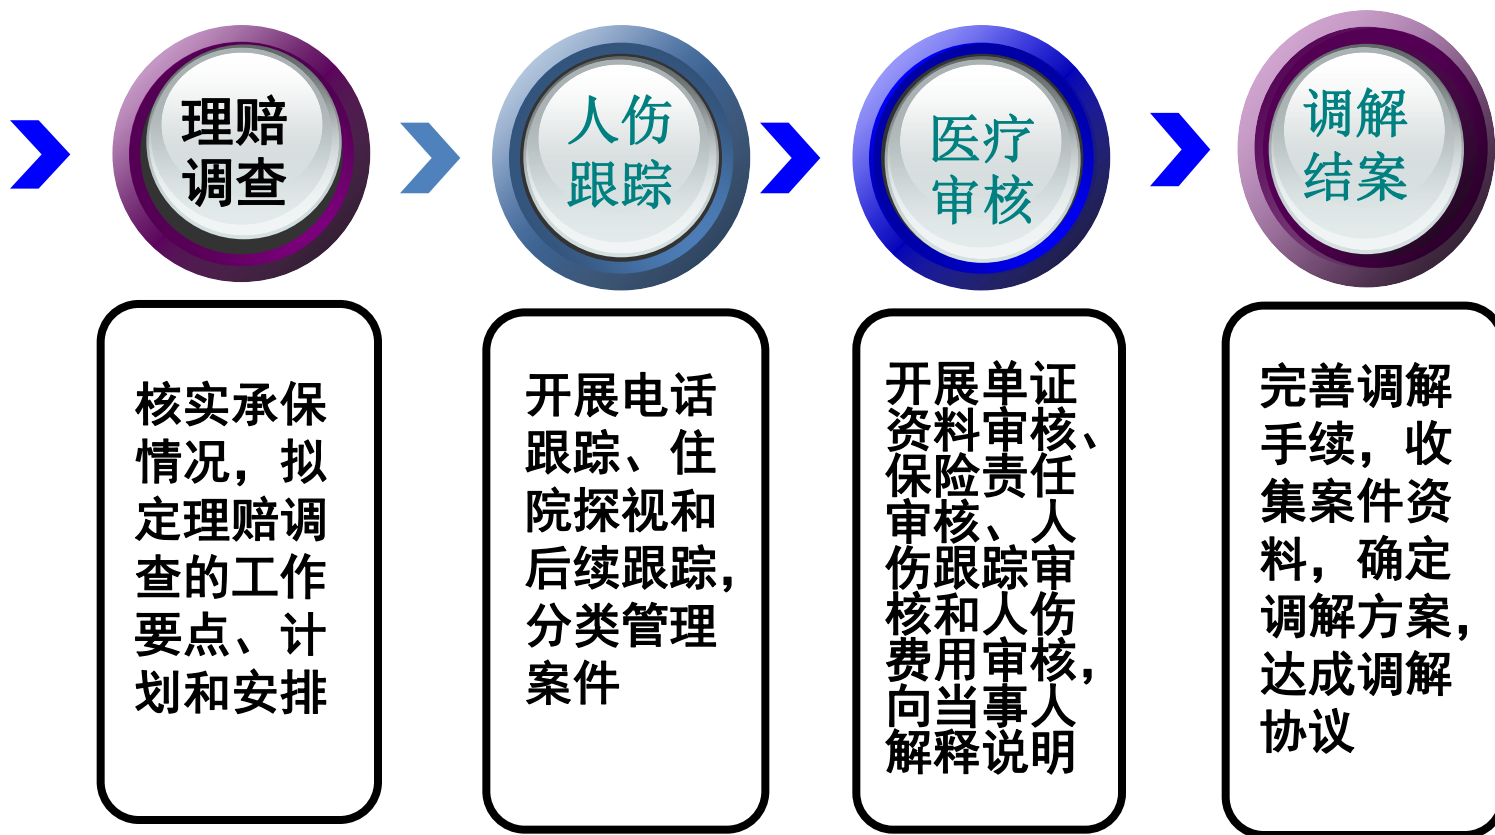 理赔
调查
人伤
跟踪
医疗
审核
调解
结案
核实承保
情况，拟
定理赔调
查的工作
要点、计
划和安排
开展电话
跟踪、住
院探视和
后续跟踪，
分类管理
案件
开展单证
资料审核、
保险责任
审核、人
伤跟踪审
核和人伤
费用审核，
向当事人
解释说明
完善调解
手续，收
集案件资
料，确定
调解方案，
达成调解
协议